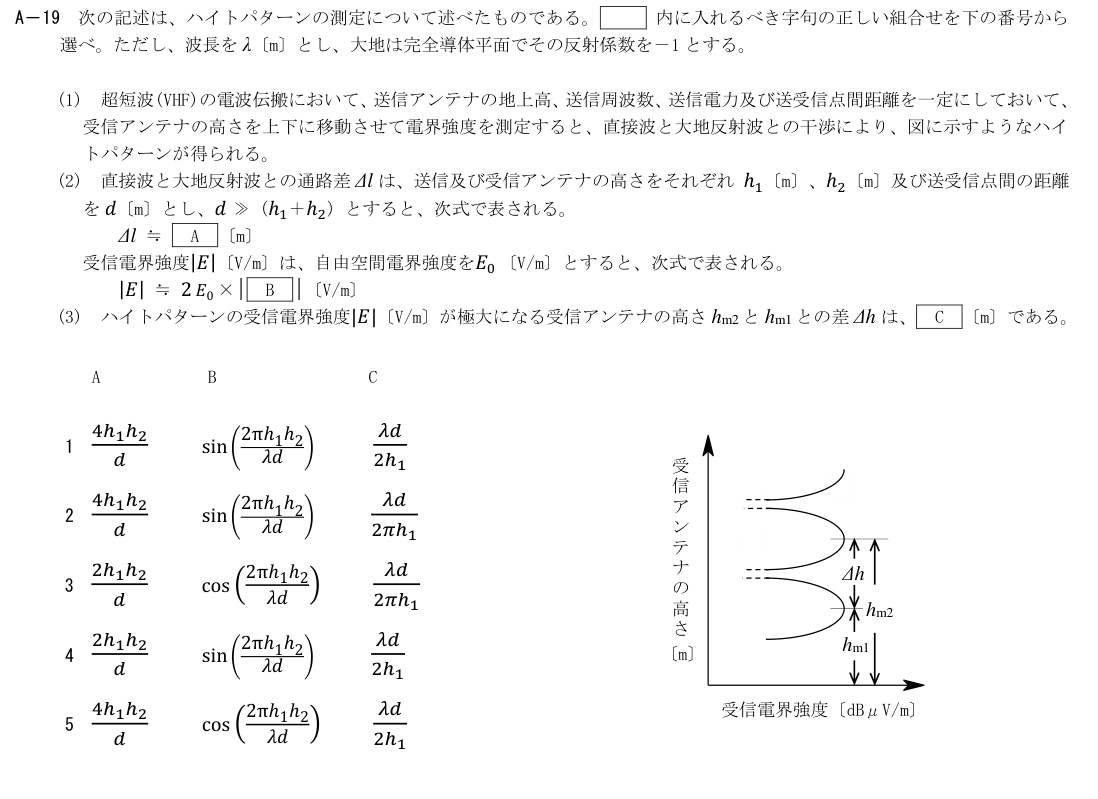 A－19 次の記述は、ハイトパターンの測定について述べたものである。□ 内に入れるべき字句の正しい組合せを下の番号から
選べ。ただし、波長をλ〔m〕とし、大地は完全導体平面でその反射係数を－1とする。
(1) 超短波(VHF)の電波伝搬において、送信アンテナの地上高、送信周波数、送信電力及び送受信点間距離を一定にしておいて、
受信アンテナの高さを上下に移動させて電界強度を測定すると、直接波と大地反射波との干渉により、図に示すようなハイ
トパターンが得られる。
(2) 直接波と大地反射波との通路差Δlは、送信及び受信アンテナの高さをそれぞれ h₁〔m〕、h₂〔m〕及び送受信点間の距離
を d〔m〕とし、d ≫ (h₁＋h₂) とすると、次式で表される。
Δl ≒ A 〔m〕
受信電界強度|E|〔V/m〕は、自由空間電界強度をE₀〔V/m〕とすると、次式で表される。
|E| ≒ 2E₀×| B |〔V/m〕
(3) ハイトパターンの受信電界強度|E|〔V/m〕が極大になる受信アンテナの高さ hm2 と hm1 との差Δh は、 C 〔m〕である。
A B C
1 4h₁h₂/d sin(2πh₁h₂/λd) λd/2h₁
2 4h₁h₂/d sin(2πh₁h₂/λd) λd/2πh₁
3 2h₁h₂/d cos(2πh₁h₂/λd) λd/2πh₁
4 2h₁h₂/d sin(2πh₁h₂/λd) λd/2h₁
5 4h₁h₂/d cos(2πh₁h₂/λd) λd/2h₁
受信アンテナの高さ〔m〕
Δh
hm2
hm1
受信電界強度〔dBμV/m〕